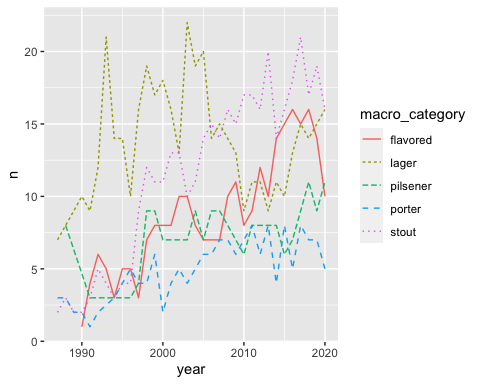 20
15
10
5
0
n
1990 2000 2010 2020
year
macro_category
flavored
lager
pilsener
porter
stout